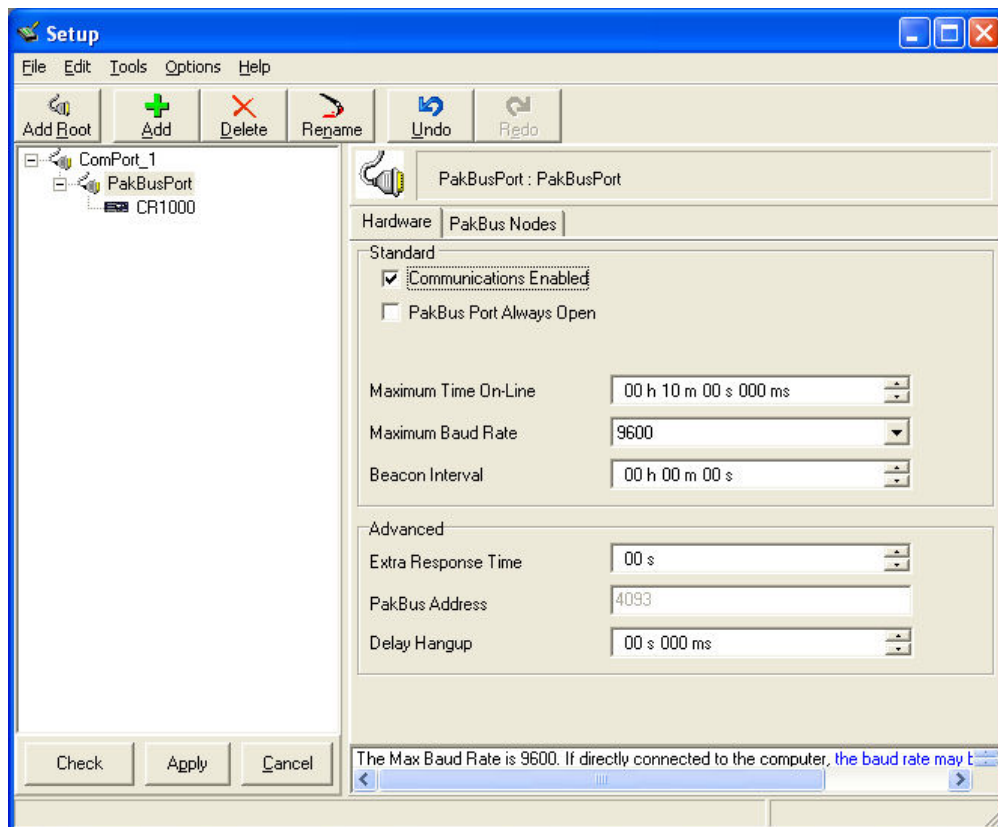 Setup
File Edit Tools Options Help
Add Root Add Delete Rename Undo Redo
ComPort_1
PakBusPort
CR1000
PakBusPort : PakBusPort
Hardware PakBus Nodes
Standard
Communications Enabled
PakBus Port Always Open
Maximum Time On-Line 00 h 10 m 00 s 000 ms
Maximum Baud Rate 9600
Beacon Interval 00 h 00 m 00 s
Advanced
Extra Response Time 00 s
PakBus Address 4093
Delay Hangup 00 s 000 ms
Check Apply Cancel
The Max Baud Rate is 9600. If directly connected to the computer, the baud rate may